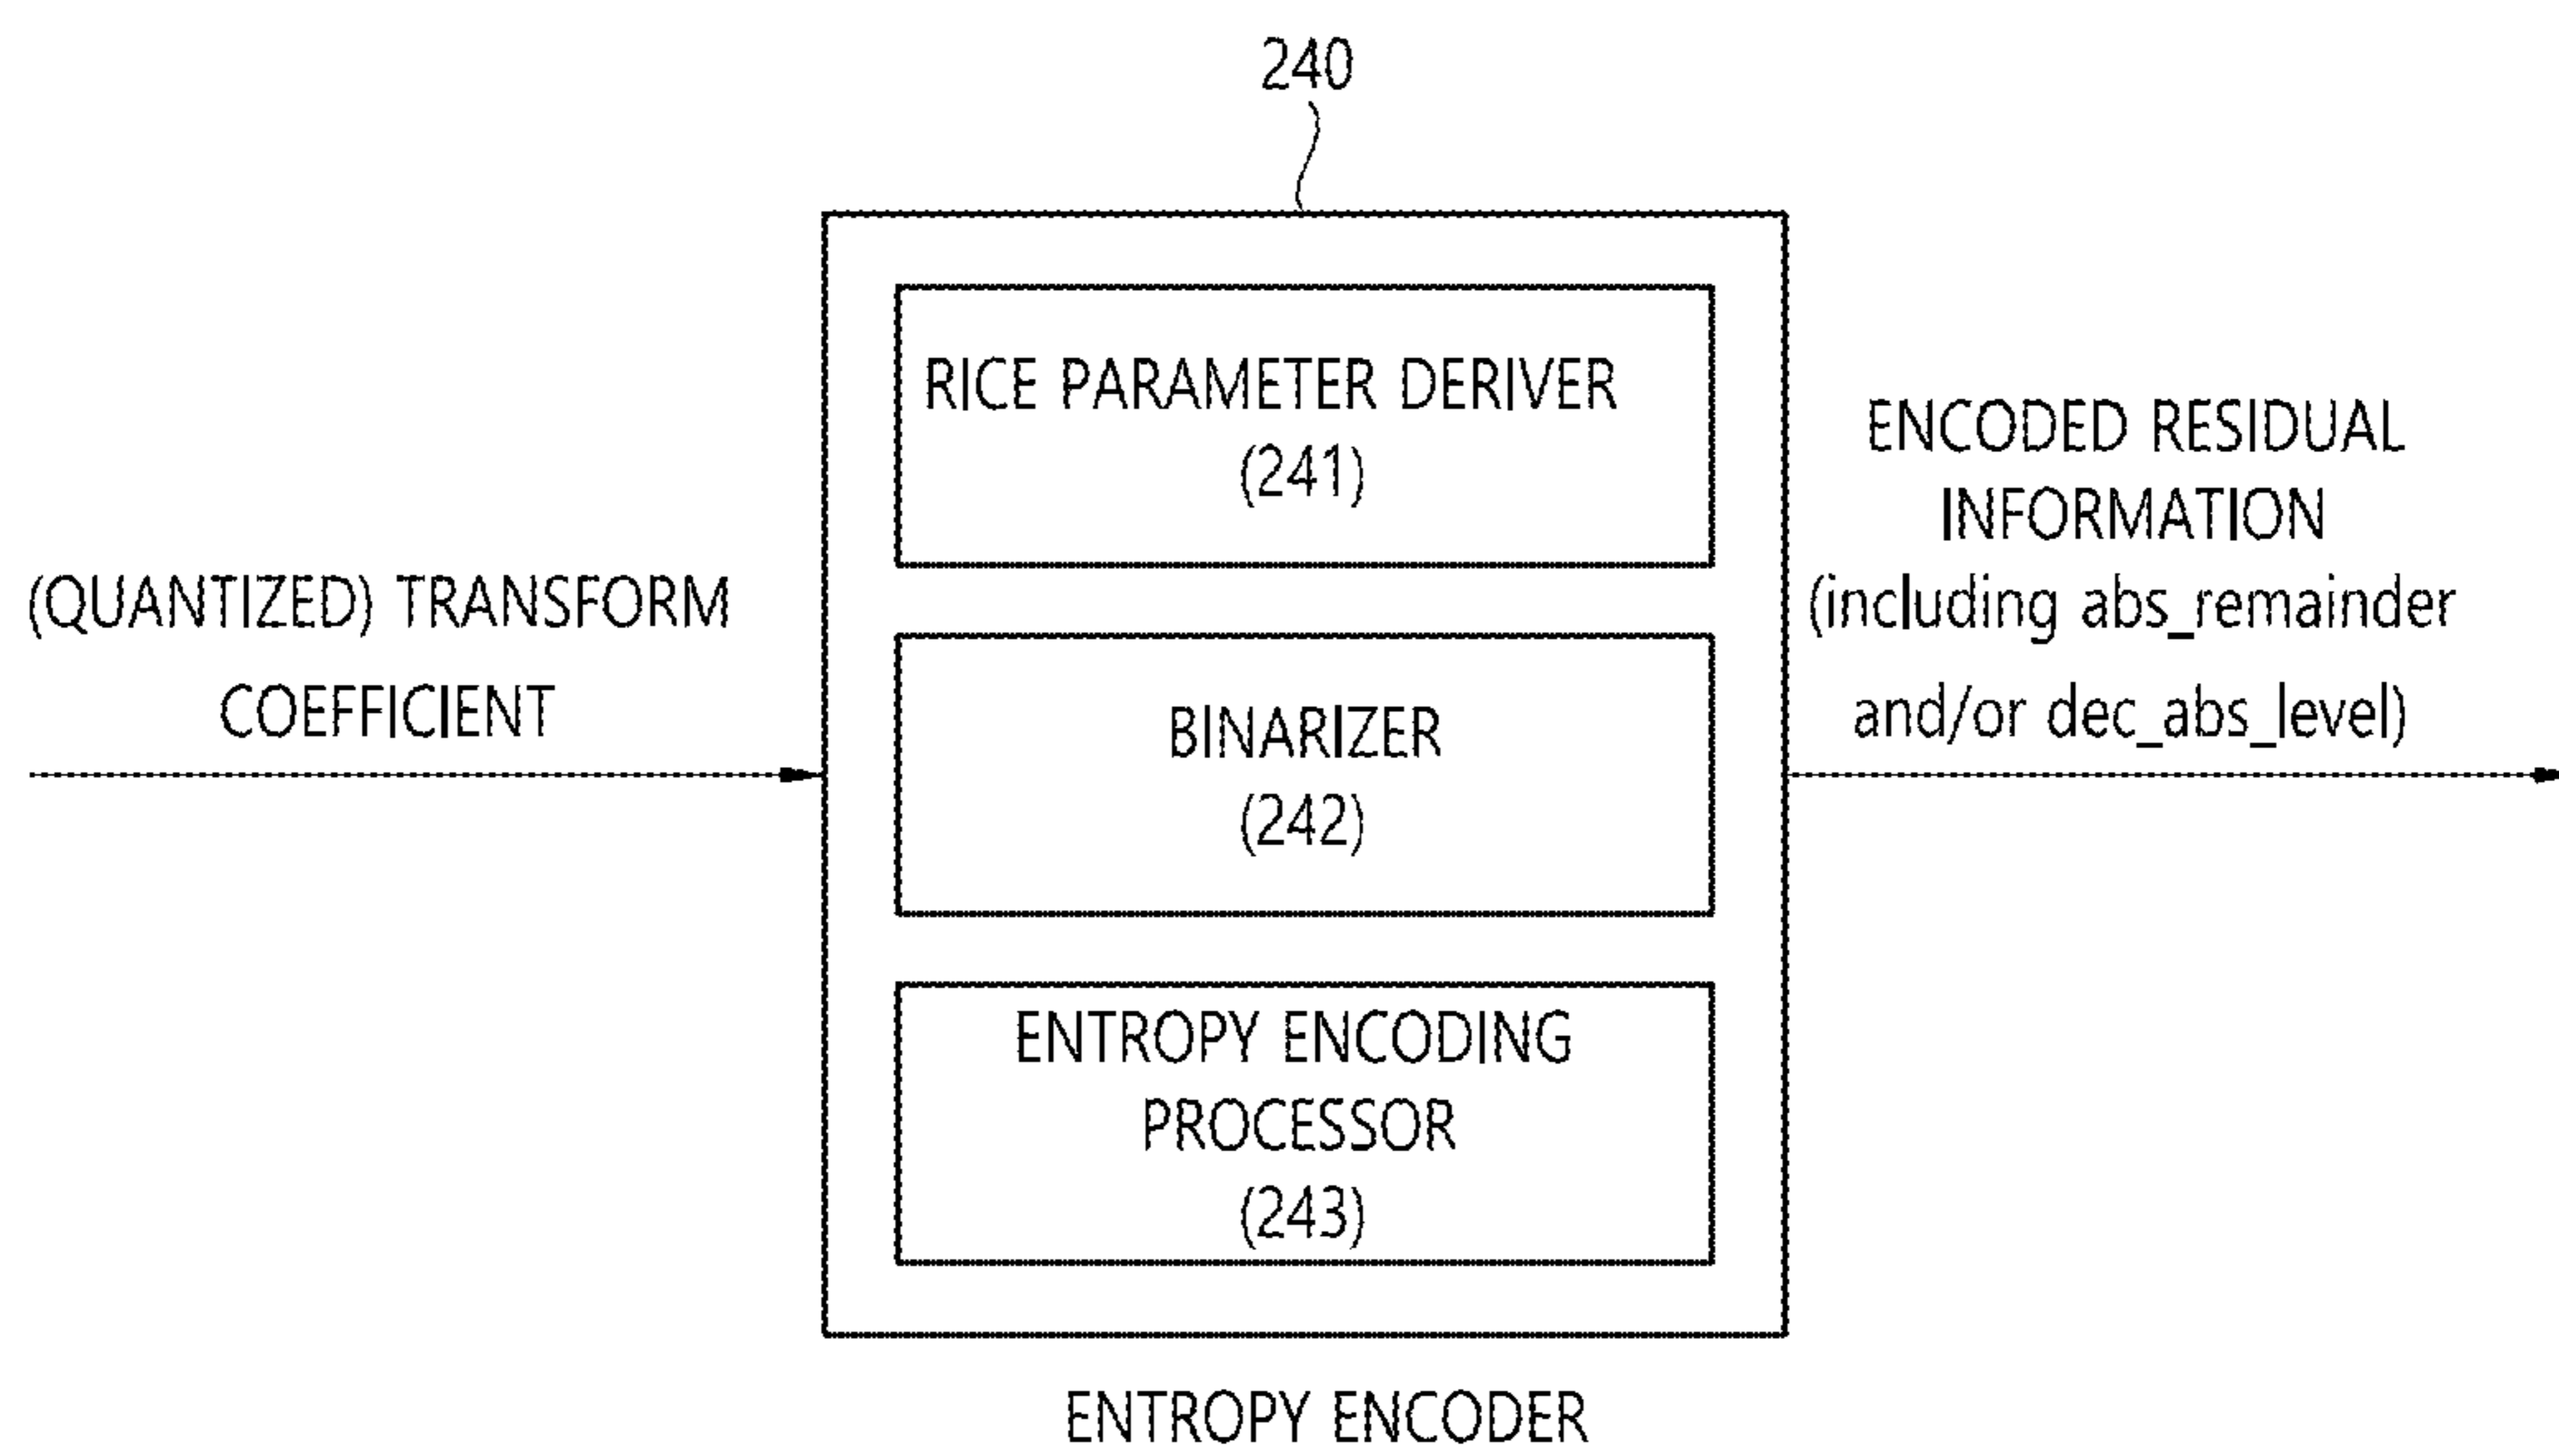 240
RICE PARAMETER DERIVER
(241)
(QUANTIZED) TRANSFORM
COEFFICIENT
BINARIZER
(242)
ENTROPY ENCODING
PROCESSOR
(243)
ENCODED RESIDUAL
INFORMATION
(including abs_remainder
and/or dec_abs_level)
ENTROPY ENCODER